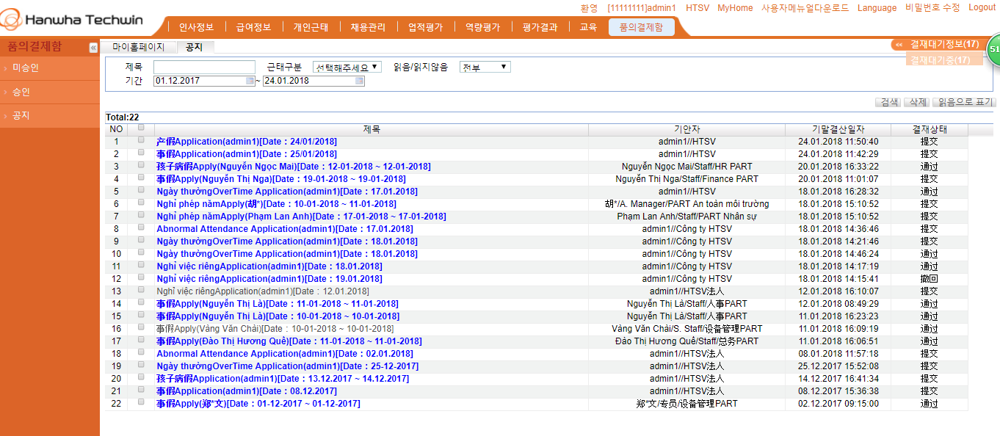 환영 [11111111]admin1 HTSV MyHome 사용자메뉴얼다운로드 Language 비밀번호 수정 Logout
Hanwha Techwin
인사정보 급여정보 개인근태 채용관리 업적평가 역량평가 평가결과 교육 품의결제함
품의결제함 « 마이홈페이지 공지 « 결재대기정보(17)
51
결재대기중(17)
미승인
승인
공지
제목 근태구분 선택해주세요 ▼ 읽음/읽지않음 전부 ▼
기간 01.12.2017 ~ 24.01.2018
검색 삭제 읽음으로 표기
Total:22
NO 제목 기안자 기말결산일자 결재상태
1 产假Application(admin1)[Date : 24/01/2018] admin1//HTSV 24.01.2018 11:50:40 提交
2 事假Application(admin1)[Date : 25/01/2018] admin1//HTSV 24.01.2018 11:42:29 提交
3 孩子病假Apply(Nguyễn Ngọc Mai)[Date : 12-01-2018 ~ 12-01-2018] Nguyễn Ngọc Mai/Staff/HR PART 20.01.2018 16:33:22 通过
4 事假Apply(Nguyễn Thị Nga)[Date : 19-01-2018 ~ 19-01-2018] Nguyễn Thị Nga/Staff/Finance PART 20.01.2018 11:01:07 提交
5 Ngày thườngOverTime Application(admin1)[Date : 17.01.2018] admin1//HTSV 18.01.2018 16:28:32 通过
6 Nghỉ phép nămApply(胡*)[Date : 10-01-2018 ~ 11-01-2018] 胡*/A. Manager/PART An toàn môi trường 18.01.2018 15:10:52 提交
7 Nghỉ phép nămApply(Phạm Lan Anh)[Date : 17-01-2018 ~ 17-01-2018] Phạm Lan Anh/Staff/PART Nhân sự 18.01.2018 15:10:52 提交
8 Abnormal Attendance Application(admin1)[Date : 17.01.2018] admin1//Công ty HTSV 18.01.2018 14:36:46 提交
9 Ngày thườngOverTime Application(admin1)[Date : 18.01.2018] admin1//Công ty HTSV 18.01.2018 14:21:46 提交
10 Ngày thườngOverTime Application(admin1)[Date : 18.01.2018] admin1//Công ty HTSV 18.01.2018 14:46:24 通过
11 Nghỉ việc riêngApplication(admin1)[Date : 18.01.2018] admin1//Công ty HTSV 18.01.2018 14:17:19 通过
12 Nghỉ việc riêngApplication(admin1)[Date : 19.01.2018] admin1//Công ty HTSV 18.01.2018 14:15:41 撤回
13 Nghỉ việc riêngApplication(admin1)[Date : 12.01.2018] admin1//HTSV法人 12.01.2018 16:10:07 提交
14 事假Apply(Nguyễn Thị Là)[Date : 11-01-2018 ~ 11-01-2018] Nguyễn Thị Là/Staff/人事PART 12.01.2018 08:49:29 通过
15 事假Apply(Nguyễn Thị Là)[Date : 10-01-2018 ~ 10-01-2018] Nguyễn Thị Là/Staff/人事PART 11.01.2018 16:23:23 通过
16 事假Apply(Vàng Văn Chải)[Date : 10-01-2018 ~ 10-01-2018] Vàng Văn Chải/S. Staff/设备管理PART 11.01.2018 16:09:19 通过
17 事假Apply(Đào Thị Hương Quê)[Date : 11-01-2018 ~ 11-01-2018] Đào Thị Hương Quê/Staff/总务PART 11.01.2018 16:06:51 通过
18 Abnormal Attendance Application(admin1)[Date : 02.01.2018] admin1//HTSV法人 08.01.2018 11:57:18 提交
19 Ngày thườngOverTime Application(admin1)[Date : 25-12-2017] admin1//HTSV法人 25.12.2017 15:52:08 提交
20 孩子病假Application(admin1)[Date : 13.12.2017 ~ 14.12.2017] admin1//HTSV法人 14.12.2017 16:41:34 提交
21 事假Application(admin1)[Date : 08.12.2017] admin1//HTSV法人 08.12.2017 15:36:38 提交
22 事假Apply(郑*文)[Date : 01-12-2017 ~ 01-12-2017] 郑*文/专员/设备管理PART 02.12.2017 09:15:00 通过